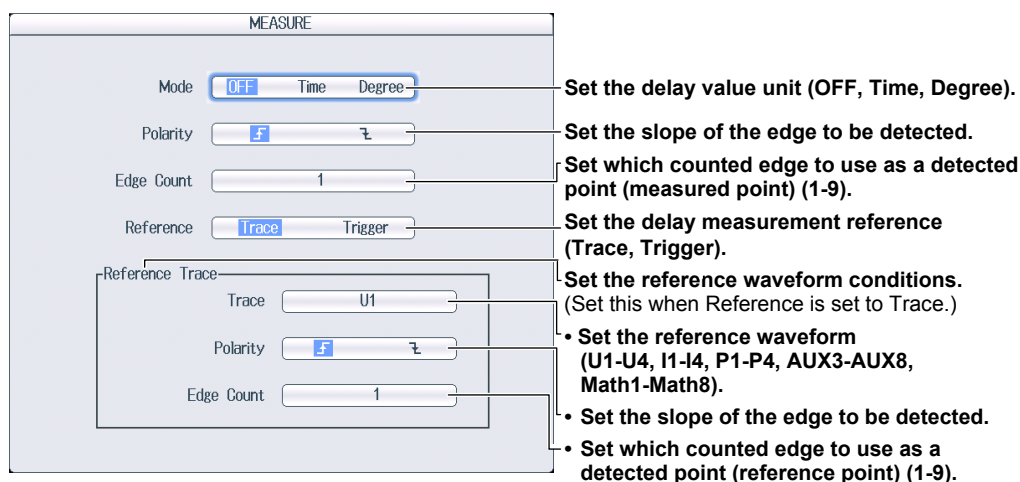 MEASURE
Mode OFF Time Degree
Set the delay value unit (OFF, Time, Degree).
Polarity
Set the slope of the edge to be detected.
Edge Count 1
Set which counted edge to use as a detected
point (measured point) (1-9).
Reference Trace Trigger
Set the delay measurement reference
(Trace, Trigger).
Reference Trace
Set the reference waveform conditions.
(Set this when Reference is set to Trace.)
Trace U1
• Set the reference waveform
(U1-U4, I1-I4, P1-P4, AUX3-AUX8,
Math1-Math8).
Polarity
• Set the slope of the edge to be detected.
Edge Count 1
• Set which counted edge to use as a
detected point (reference point) (1-9).